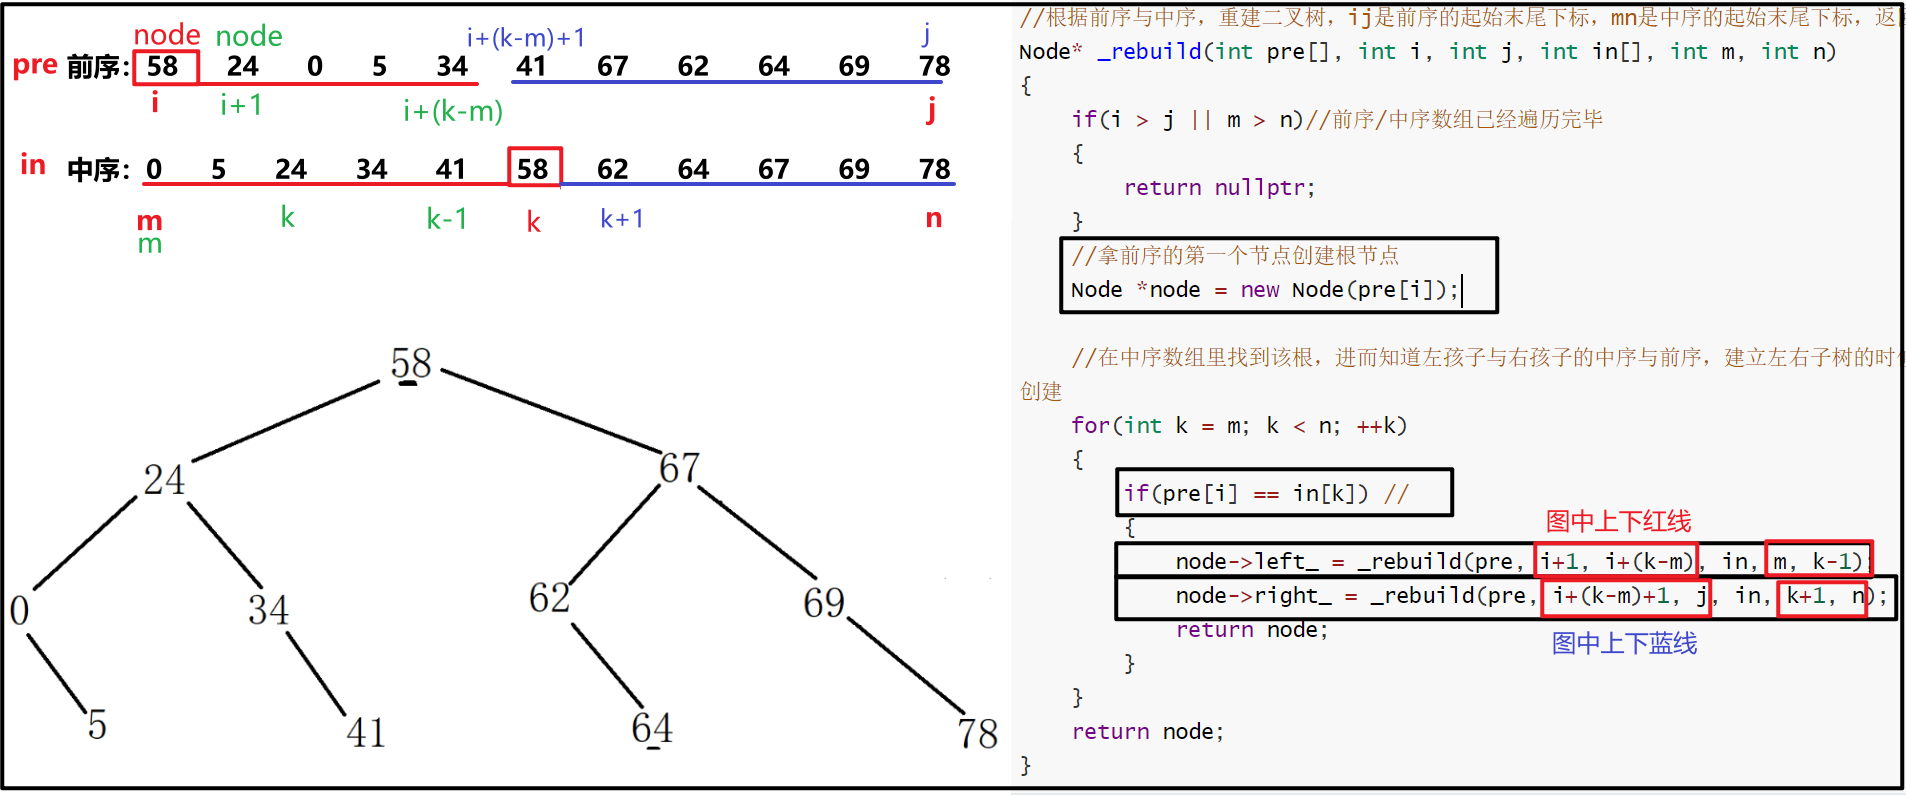 node node i+(k-m)+1 j
pre 前序: 58 24 0 5 34 41 67 62 64 69 78
i i+1 i+(k-m) j
in 中序: 0 5 24 34 41 58 62 64 67 69 78
m k k-1 k k+1 n
m
58
24 67
0 34 62 69
5 41 64 78
//根据前序与中序，重建二叉树，ij是前序的起始末尾下标，mn是中序的起始末尾下标，返
Node* _rebuild(int pre[], int i, int j, int in[], int m, int n)
{
if(i > j || m > n)//前序/中序数组已经遍历完毕
{
return nullptr;
}
//拿前序的第一个节点创建根节点
Node *node = new Node(pre[i]);
//在中序数组里找到该根，进而知道左孩子与右孩子的中序与前序，建立左右子树的时
创建
for(int k = m; k < n; ++k)
{
if(pre[i] == in[k]) //
{
图中上下红线
node->left_ = _rebuild(pre, i+1, i+(k-m), in, m, k-1);
node->right_ = _rebuild(pre, i+(k-m)+1, j, in, k+1, n);
return node;
图中上下蓝线
}
}
return node;
}